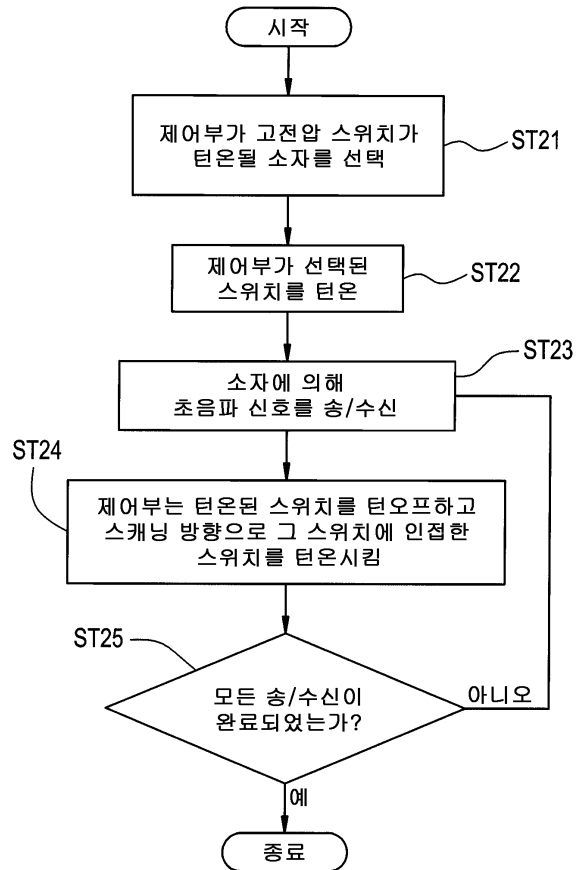 시작
제어부가 고전압 스위치가
턴온될 소자를 선택
ST21
제어부가 선택된
스위치를 턴온
ST22
소자에 의해
초음파 신호를 송/수신
ST23
ST24
제어부는 턴온된 스위치를 턴오프하고
스캐닝 방향으로 그 스위치에 인접한
스위치를 턴온시킴
ST25
모든 송/수신이
완료되었는가?
아니오
예
종료